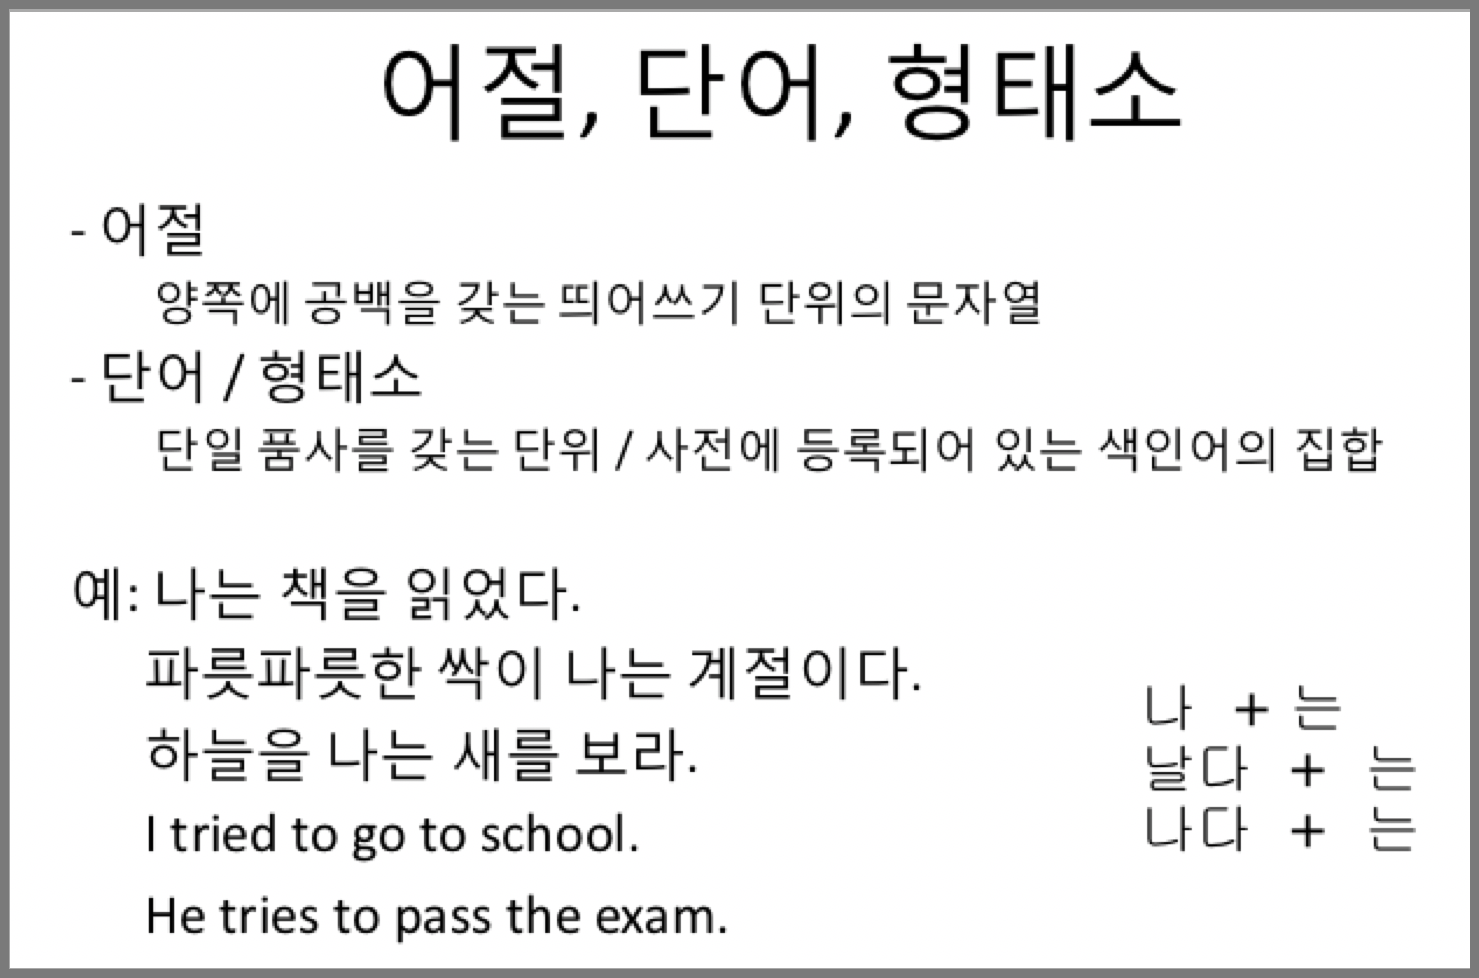 어절, 단어, 형태소
- 어절
양쪽에 공백을 갖는 띄어쓰기 단위의 문자열
- 단어 / 형태소
단일 품사를 갖는 단위 / 사전에 등록되어 있는 색인어의 집합
예: 나는 책을 읽었다.
파릇파릇한 싹이 나는 계절이다.
하늘을 나는 새를 보라.
I tried to go to school.
He tries to pass the exam.
나 + 는
날다 + 는
나다 + 는